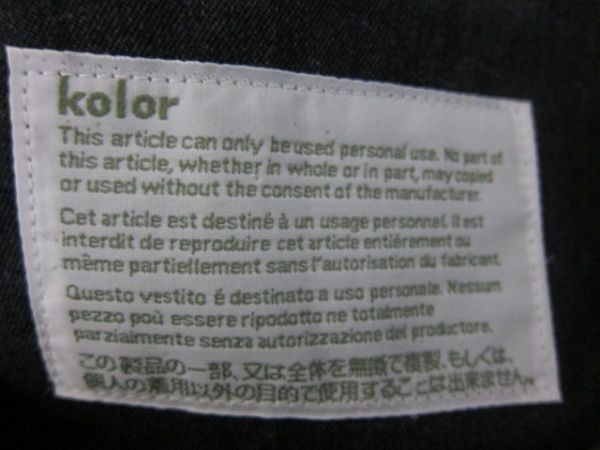 kolor
This article can only be used personal use. No part of
this article, whether in whole or in part, may copied
or used without the consent of the manufacturer.
Cet article est destiné à un usage personnel. Il est
interdit de reproduire cet article entiérement ou
même partiellement sans l'autorisation du fabricant.
Questo vestito é destinato a uso personale. Nessum
pezzo poù essere ripodotto ne totalmente
parziaimente senza autorizzazione del productore.
この製品の一部、又は全体を無断で複製、もしくは、
個人の着用以外の目的で使用することは出来ません。